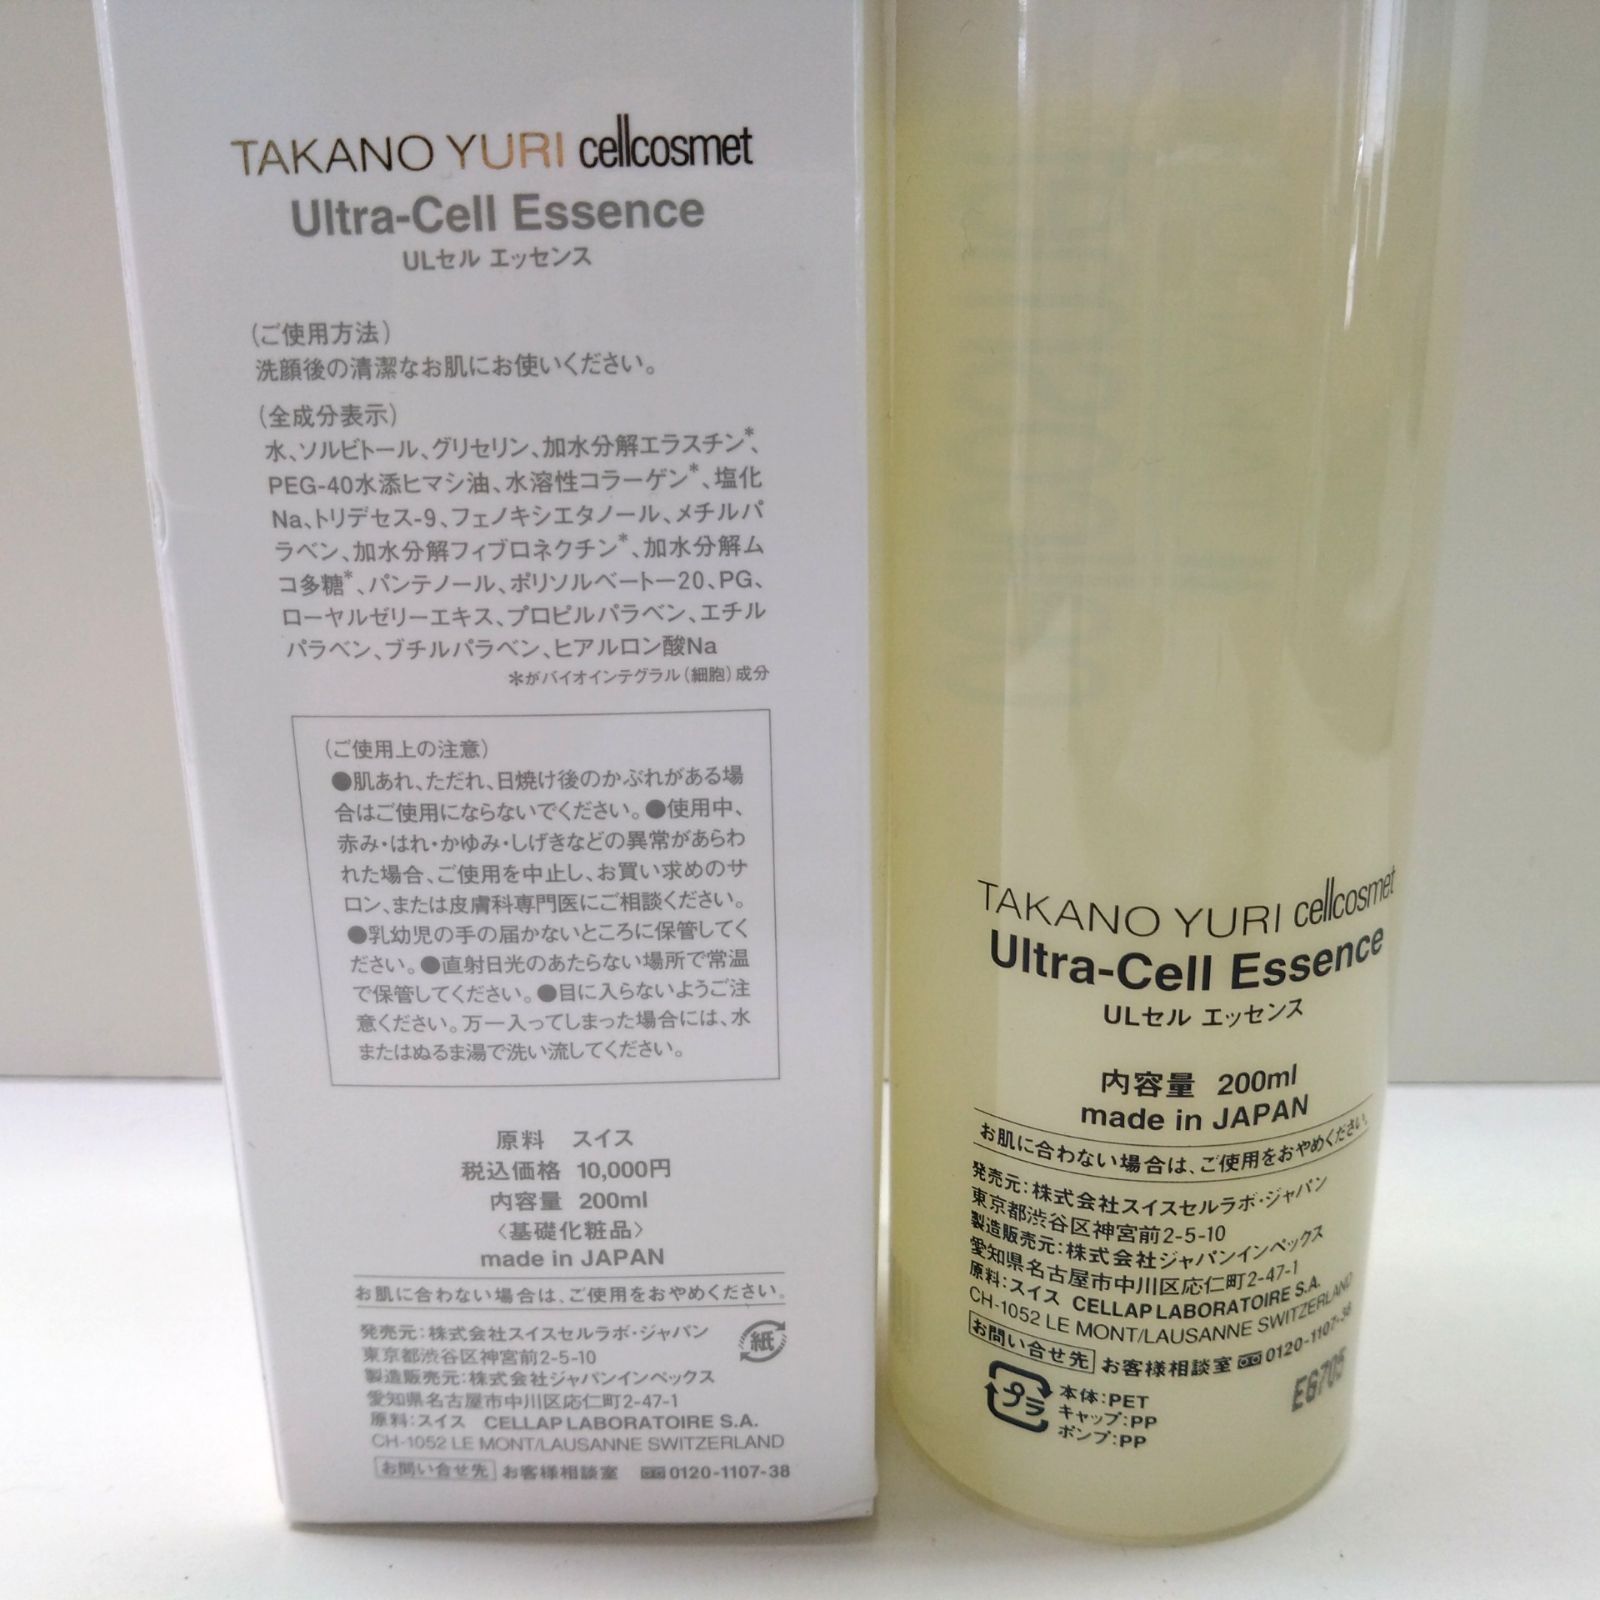 TAKANO YURI cellcosmet
Ultra-Cell Essence
ULセル エッセンス
(ご使用方法)
洗顔後の清潔なお肌にお使いください。
(全成分表示)
水、ソルビトール、グリセリン、加水分解エラスチン*、
PEG-40水添ヒマシ油、水溶性コラーゲン*、塩化
Na、トリデセス-9、フェノキシエタノール、メチルパ
ラベン、加水分解フィブロネクチン*、加水分解ム
コ多糖*、パンテノール、ポリソルベートー20、PG、
ローヤルゼリーエキス、プロピルパラベン、エチル
パラベン、ブチルパラベン、ヒアルロン酸Na
*がバイオインテグラル(細胞)成分
(ご使用上の注意)
●肌あれ、ただれ、日焼け後のかぶれがある場
合はご使用にならないでください。●使用中、
赤み・はれ・かゆみ・しげきなどの異常があらわ
れた場合、ご使用を中止し、お買い求めのサ
ロン、または皮膚科専門医にご相談ください。
●乳幼児の手の届かないところに保管してく
ださい。●直射日光のあたらない場所で常温
で保管してください。●目に入らないようご注
意ください。万一入ってしまった場合には、水
またはぬるま湯で洗い流してください。
原料 スイス
税込価格 10,000円
内容量 200ml
〈基礎化粧品〉
made in JAPAN
お肌に合わない場合は、ご使用をおやめください。
発売元:株式会社スイスセルラボ・ジャパン
東京都渋谷区神宮前2-5-10
製造販売元:株式会社ジャパンインペックス
愛知県名古屋市中川区応仁町2-47-1
原料:スイス CELLAP LABORATOIRE S.A.
CH-1052 LE MONT/LAUSANNE SWITZERLAND
お問い合せ先 お客様相談室 0120-1107-38
紙
TAKANO YURI cellcosmet
Ultra-Cell Essence
ULセル エッセンス
内容量 200ml
made in JAPAN
お肌に合わない場合は、ご使用をおやめください。
発売元:株式会社スイスセルラボ・ジャパン
東京都渋谷区神宮前2-5-10
製造販売元:株式会社ジャパンインペックス
愛知県名古屋市中川区応仁町2-47-1
原料:スイス CELLAP LABORATOIRE S.A.
CH-1052 LE MONT/LAUSANNE SWITZERLAND
お問い合せ先 お客様相談室 0120-1107-38
プラ
本体:PET
キャップ:PP
ポンプ:PP
E6705